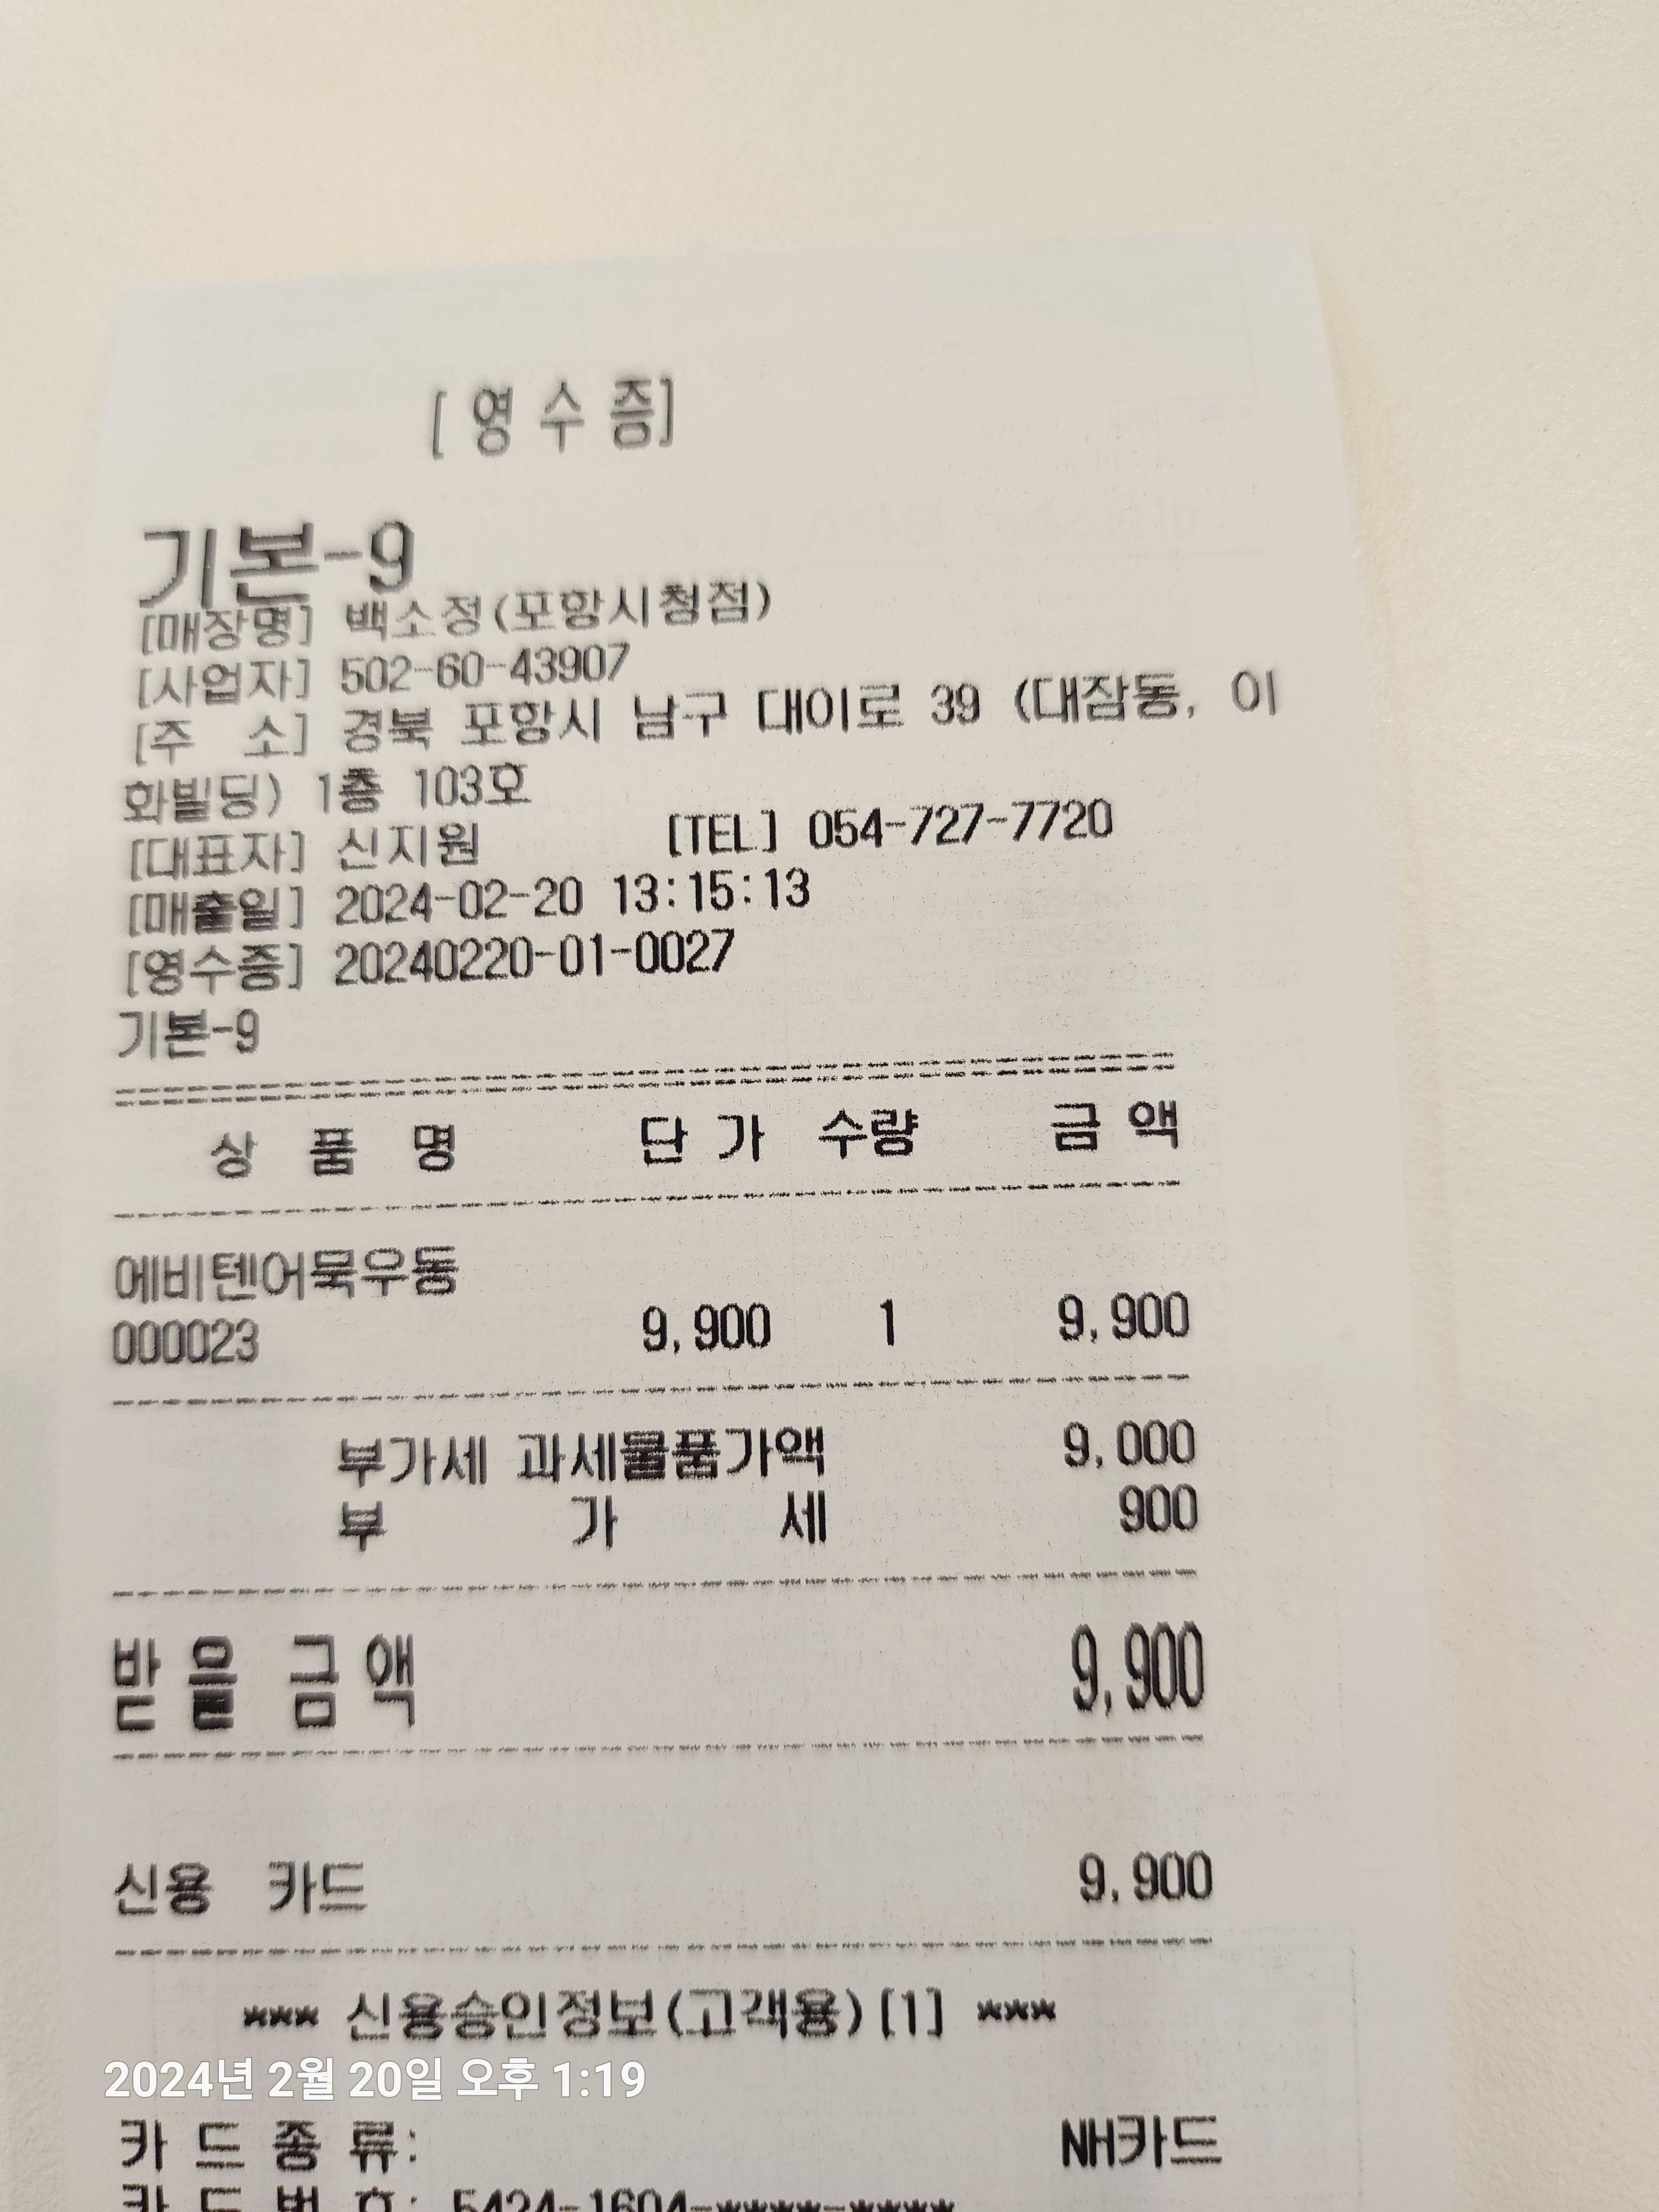 [ 영 수 증]
기본-9
[매장명] 백소정(포항시청점)
[사업자] 502-60-43907
[주 소] 경북 포항시 남구 대이로 39 (대잠동, 이
화빌딩) 1층 103호
[대표자] 신지원 [TEL] 054-727-7720
[매출일] 2024-02-20 13:15:13
[영수증] 20240220-01-0027
기본-9
상 품 명 단 가 수량 금 액
에비텐어묵우동
000023 9,900 1 9,900
부가세 과세물품가액 9,000
부 가 세 900
받 을 금 액 9,900
신용 카드 9,900
*** 신용승인정보(고객용)[1] ***
2024년 2월 20일 오후 1:19
카 드 종 류: NH카드
카 드 번 호: 5424-1604-****-****